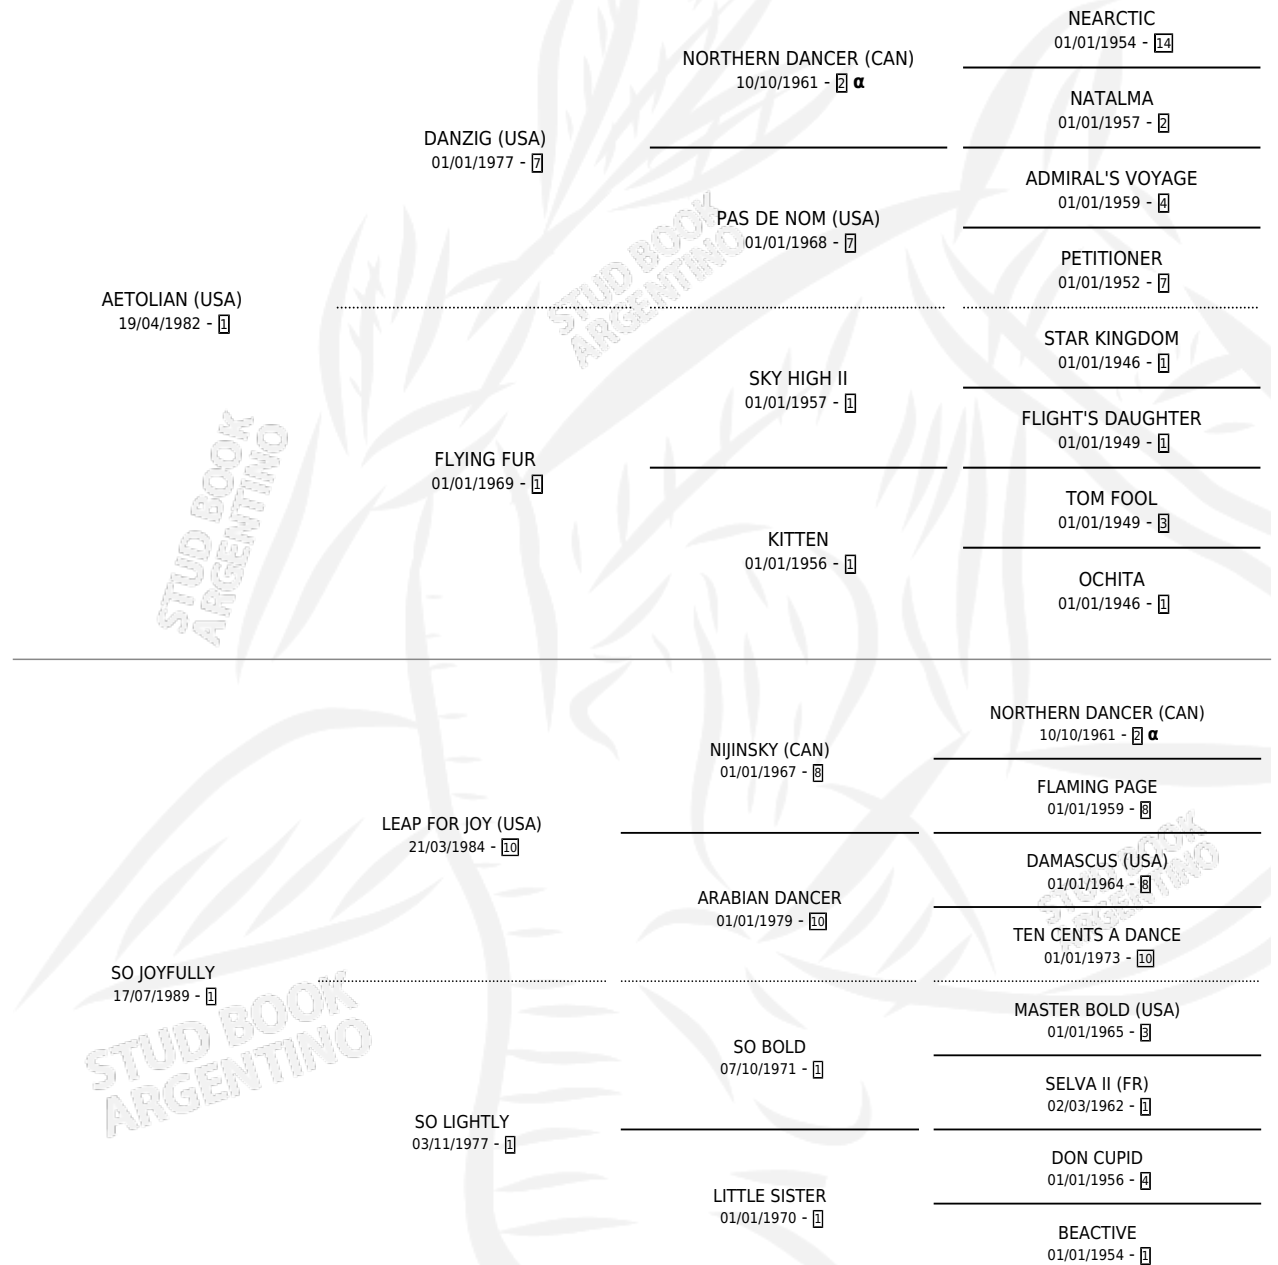 NEARCTIC
01/01/1954 - 14
NORTHERN DANCER (CAN)
10/10/1961 - 2 α
NATALMA
01/01/1957 - 2
DANZIG (USA)
01/01/1977 - 7
ADMIRAL'S VOYAGE
01/01/1959 - 4
PAS DE NOM (USA)
01/01/1968 - 7
PETITIONER
01/01/1952 - 7
AETOLIAN (USA)
19/04/1982 - 1
STAR KINGDOM
01/01/1946 - 1
SKY HIGH II
01/01/1957 - 1
FLIGHT'S DAUGHTER
01/01/1949 - 1
FLYING FUR
01/01/1969 - 1
TOM FOOL
01/01/1949 - 3
KITTEN
01/01/1956 - 1
OCHITA
01/01/1946 - 1
STUD BOOK
ARGENTINO
STUD BOOK
ARGENTINO
NORTHERN DANCER (CAN)
10/10/1961 - 2 α
NIJINSKY (CAN)
01/01/1967 - 8
FLAMING PAGE
01/01/1959 - 8
LEAP FOR JOY (USA)
21/03/1984 - 10
DAMASCUS (USA)
01/01/1964 - 8
ARABIAN DANCER
01/01/1979 - 10
TEN CENTS A DANCE
01/01/1973 - 10
SO JOYFULLY
17/07/1989 - 1
MASTER BOLD (USA)
01/01/1965 - 3
SO BOLD
07/10/1971 - 1
SELVA II (FR)
02/03/1962 - 1
SO LIGHTLY
03/11/1977 - 1
DON CUPID
01/01/1956 - 4
LITTLE SISTER
01/01/1970 - 1
BEACTIVE
01/01/1954 - 1
STUD BOOK
ARGENTINO
STUD BOOK
ARGENTINO